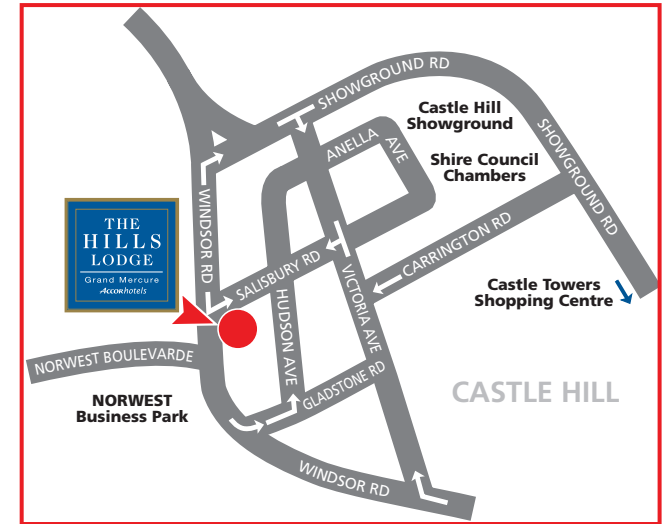 SHOWGROUND RD
Castle Hill
Showground
ANELLA
AVE
SHOWGROUND RD
Shire Council
Chambers
WINDSOR RD
THE
HILLS
LODGE
Grand Mercure
ACCORhotels
CARRINGTON RD
SALISBURY RD
VICTORIA AVE
HUDSON AVE
Castle Towers
Shopping Centre
NORWEST BOULEVARDE
GLADSTONE RD
CASTLE HILL
NORWEST
Business Park
WINDSOR RD